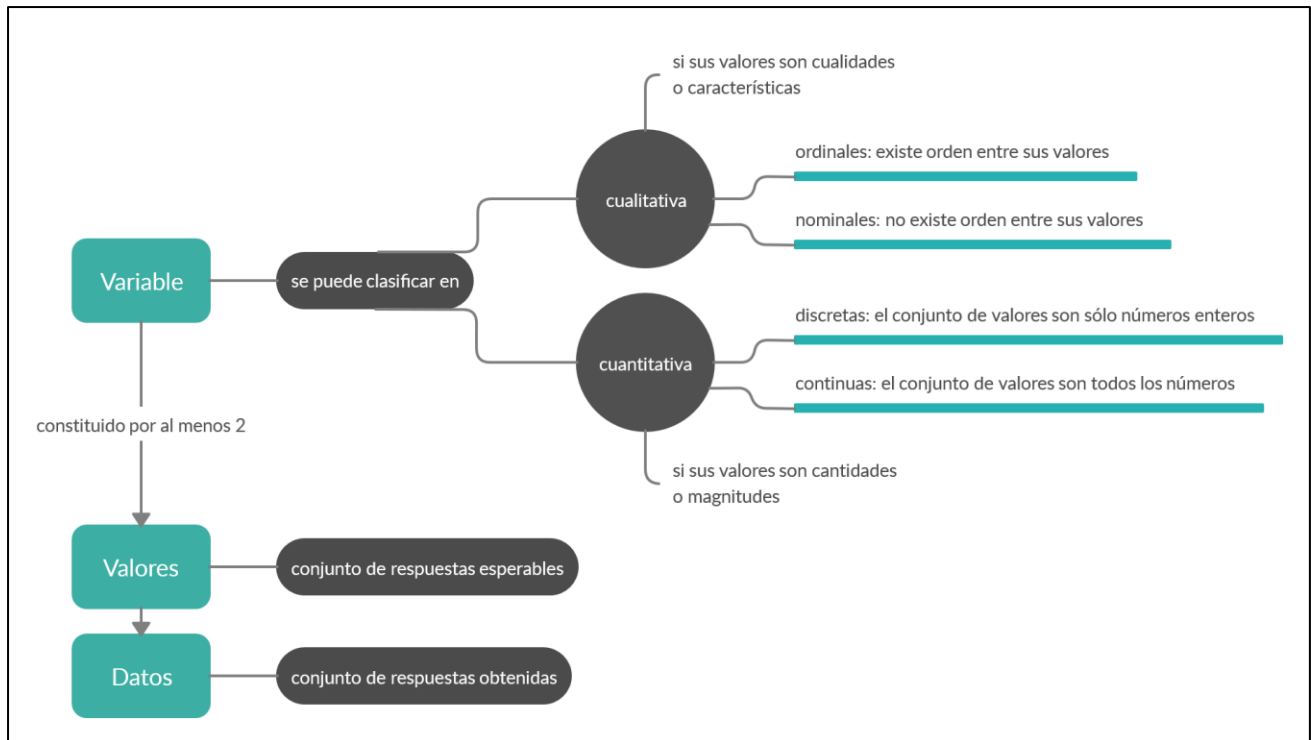 si sus valores son cualidades
o características
ordinales: existe orden entre sus valores
cualitativa
nominales: no existe orden entre sus valores
Variable
se puede clasificar en
discretas: el conjunto de valores son sólo números enteros
cuantitativa
continuas: el conjunto de valores son todos los números
constituido por al menos 2
si sus valores son cantidades
o magnitudes
Valores
conjunto de respuestas esperables
Datos
conjunto de respuestas obtenidas